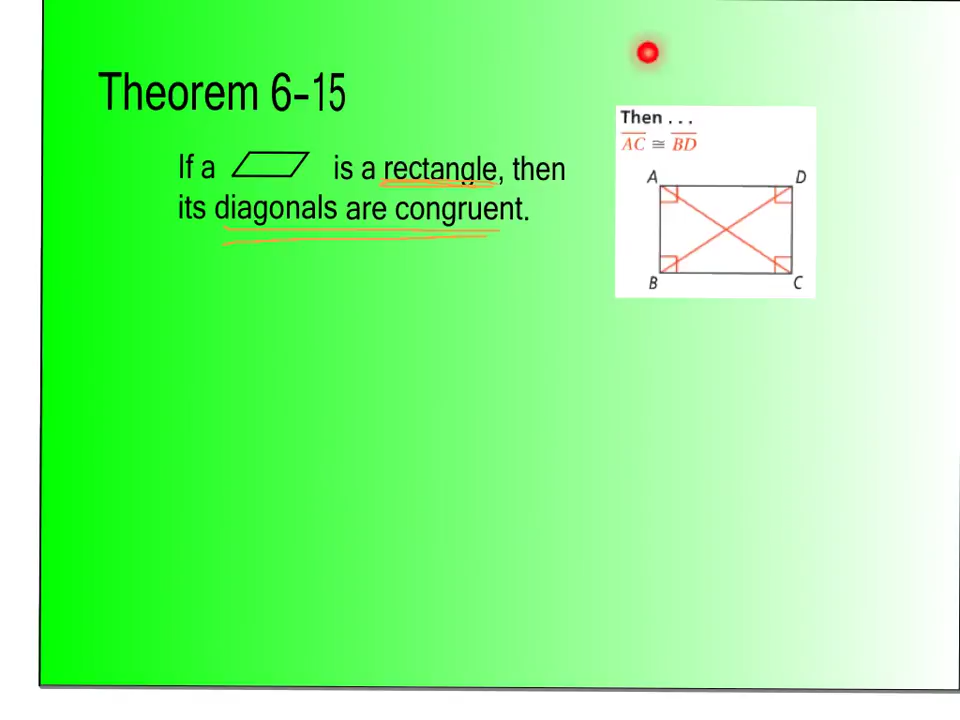 Theorem 6-15
If a is a rectangle, then
its diagonals are congruent.
Then . . .
AC ≅ BD
A D
B C